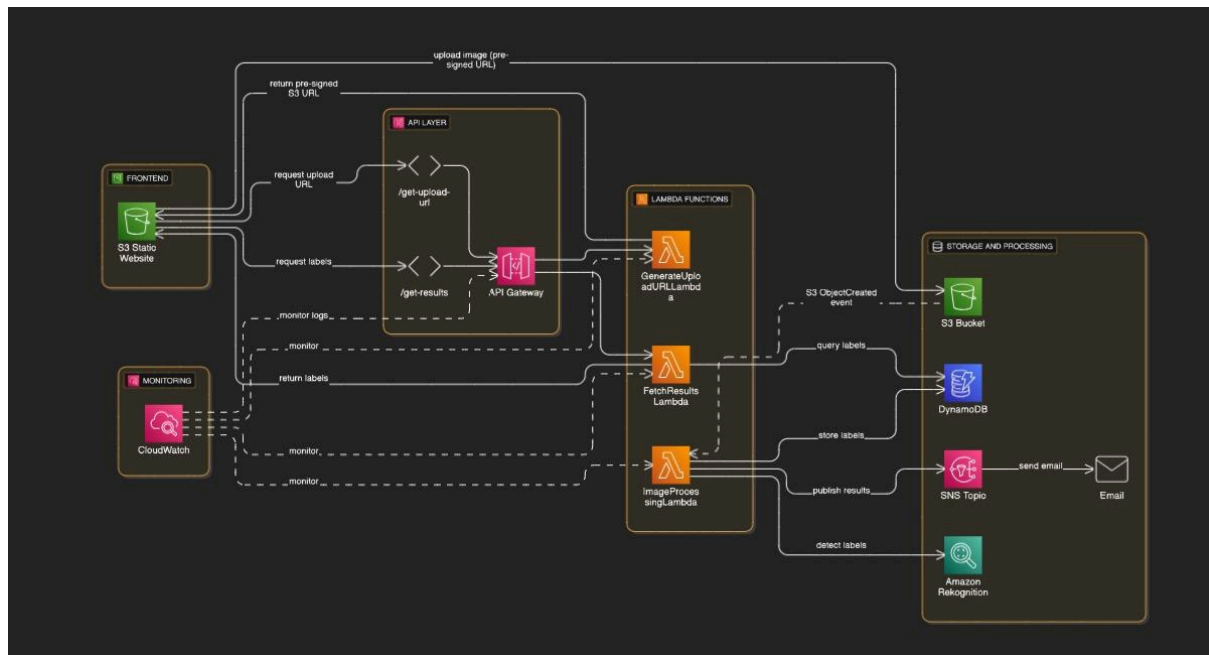 upload image (pre-
signed URL)
return pre-signed
S3 URL
API LAYER
FRONTEND
request upload
URL
/get-upload-
url
LAMBDA FUNCTIONS
S3 Static
Website
STORAGE AND PROCESSING
request labels
/get-results
API Gateway
GenerateUplo
adURLLambd
a
S3 ObjectCreated
event
S3 Bucket
monitor logs
monitor
query labels
MONITORING
return labels
FetchResults
Lambda
DynamoDB
CloudWatch
monitor
store labels
monitor
ImageProces
singLambda
publish results
SNS Topic
send email
Email
detect labels
Amazon
Rekognition